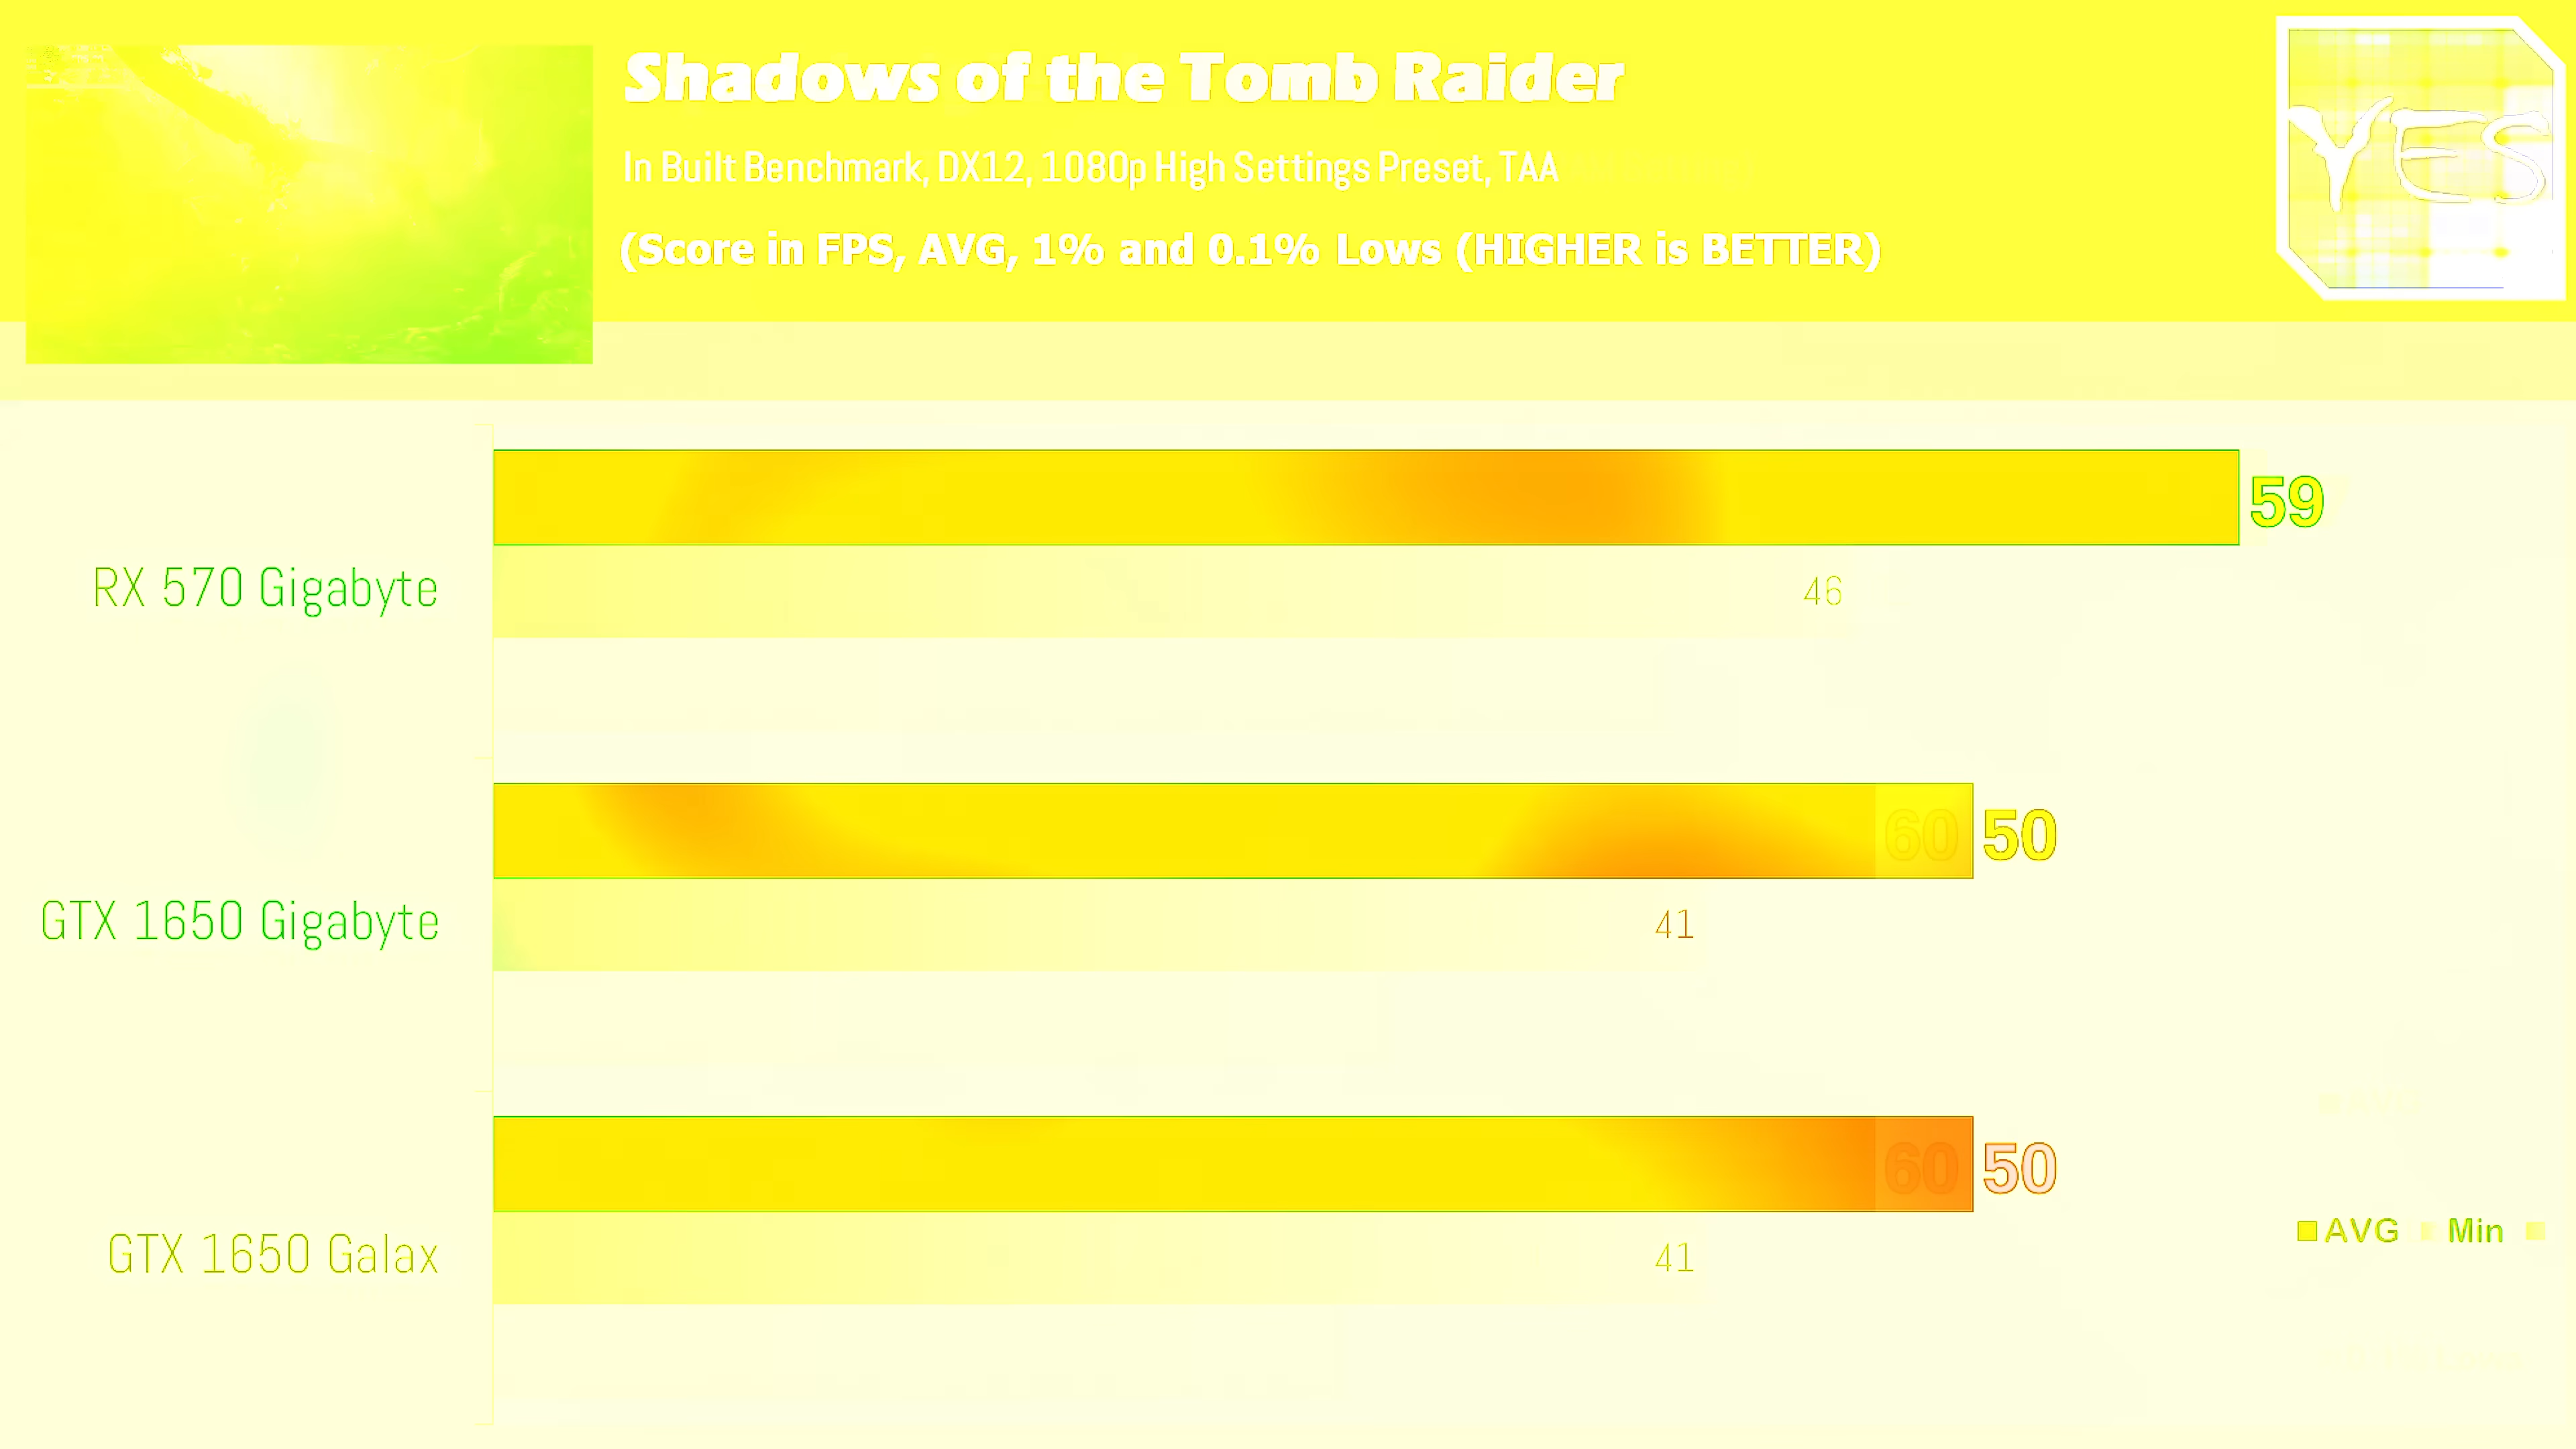 Shadows of the Tomb Raider
In Built Benchmark, DX12, 1080p High Settings Preset, TAA
(Score in FPS, AVG, 1% and 0.1% Lows (HIGHER is BETTER)
YES
59
RX 570 Gigabyte
46
60 50
GTX 1650 Gigabyte
41
60 50
GTX 1650 Galax
41
AVG Min